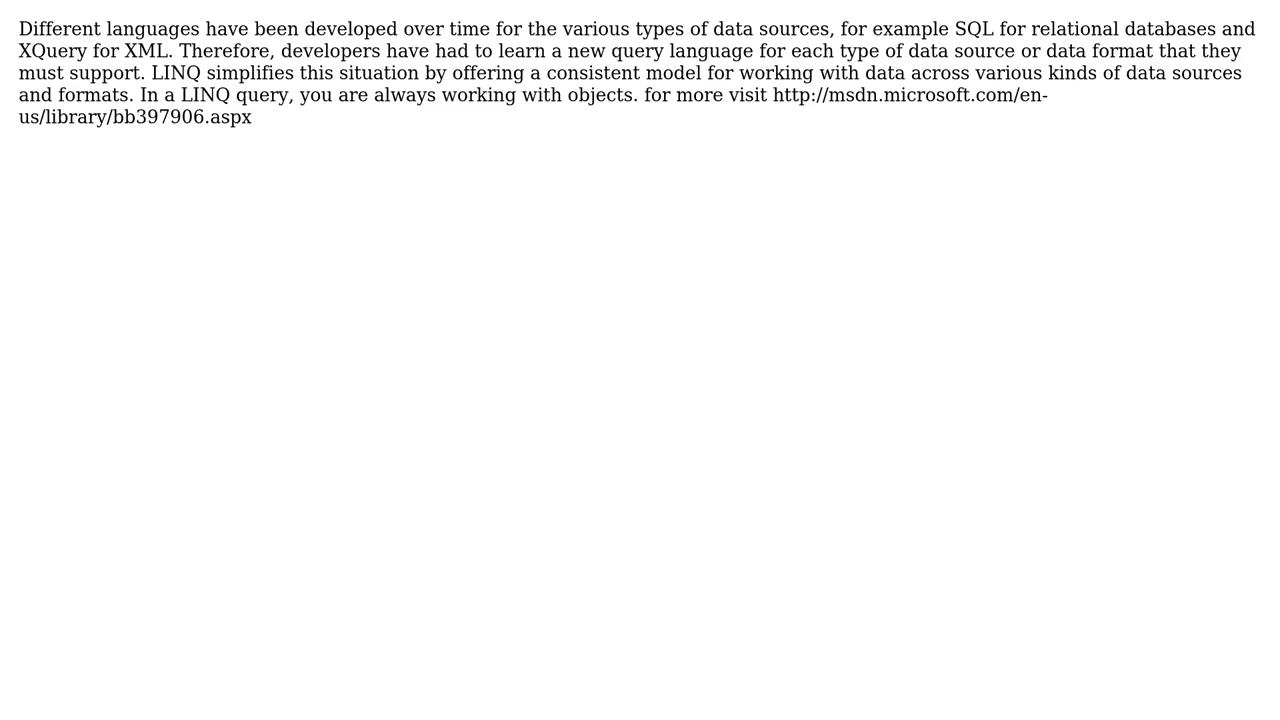 Different languages have been developed over time for the various types of data sources, for example SQL for relational databases and
XQuery for XML. Therefore, developers have had to learn a new query language for each type of data source or data format that they
must support. LINQ simplifies this situation by offering a consistent model for working with data across various kinds of data sources
and formats. In a LINQ query, you are always working with objects. for more visit http://msdn.microsoft.com/en-
us/library/bb397906.aspx